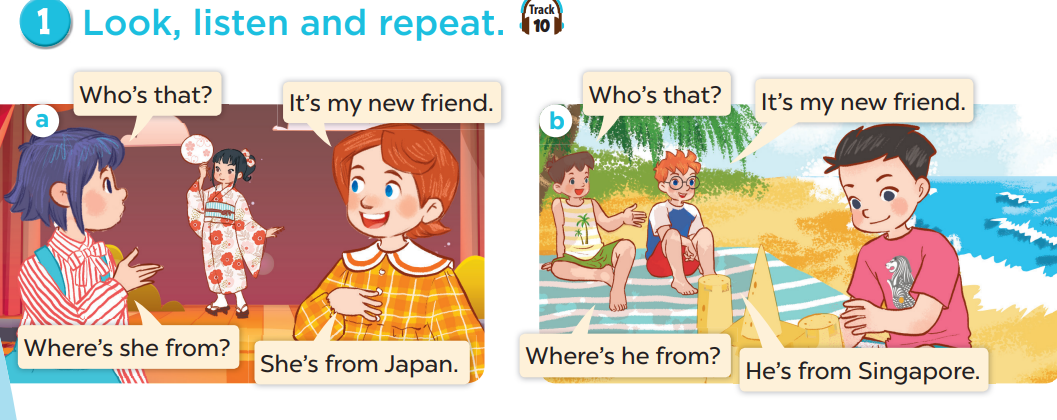 1 Look, listen and repeat.
Track
10
a
Who's that?
It's my new friend.
Where's she from?
She's from Japan.
b
Who's that?
It's my new friend.
Where's he from?
He's from Singapore.